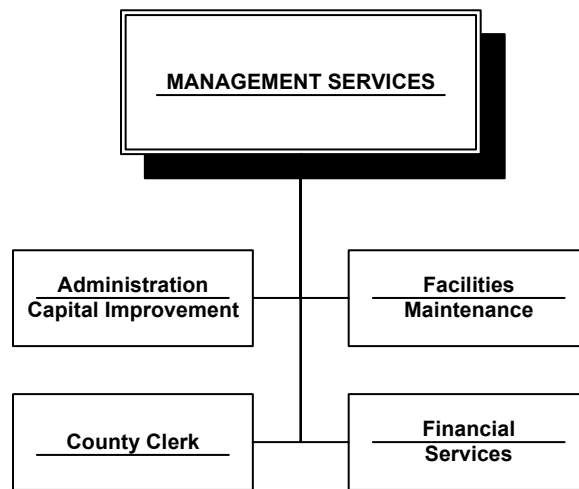 MANAGEMENT SERVICES
Administration
Capital Improvement
Facilities
Maintenance
County Clerk
Financial
Services